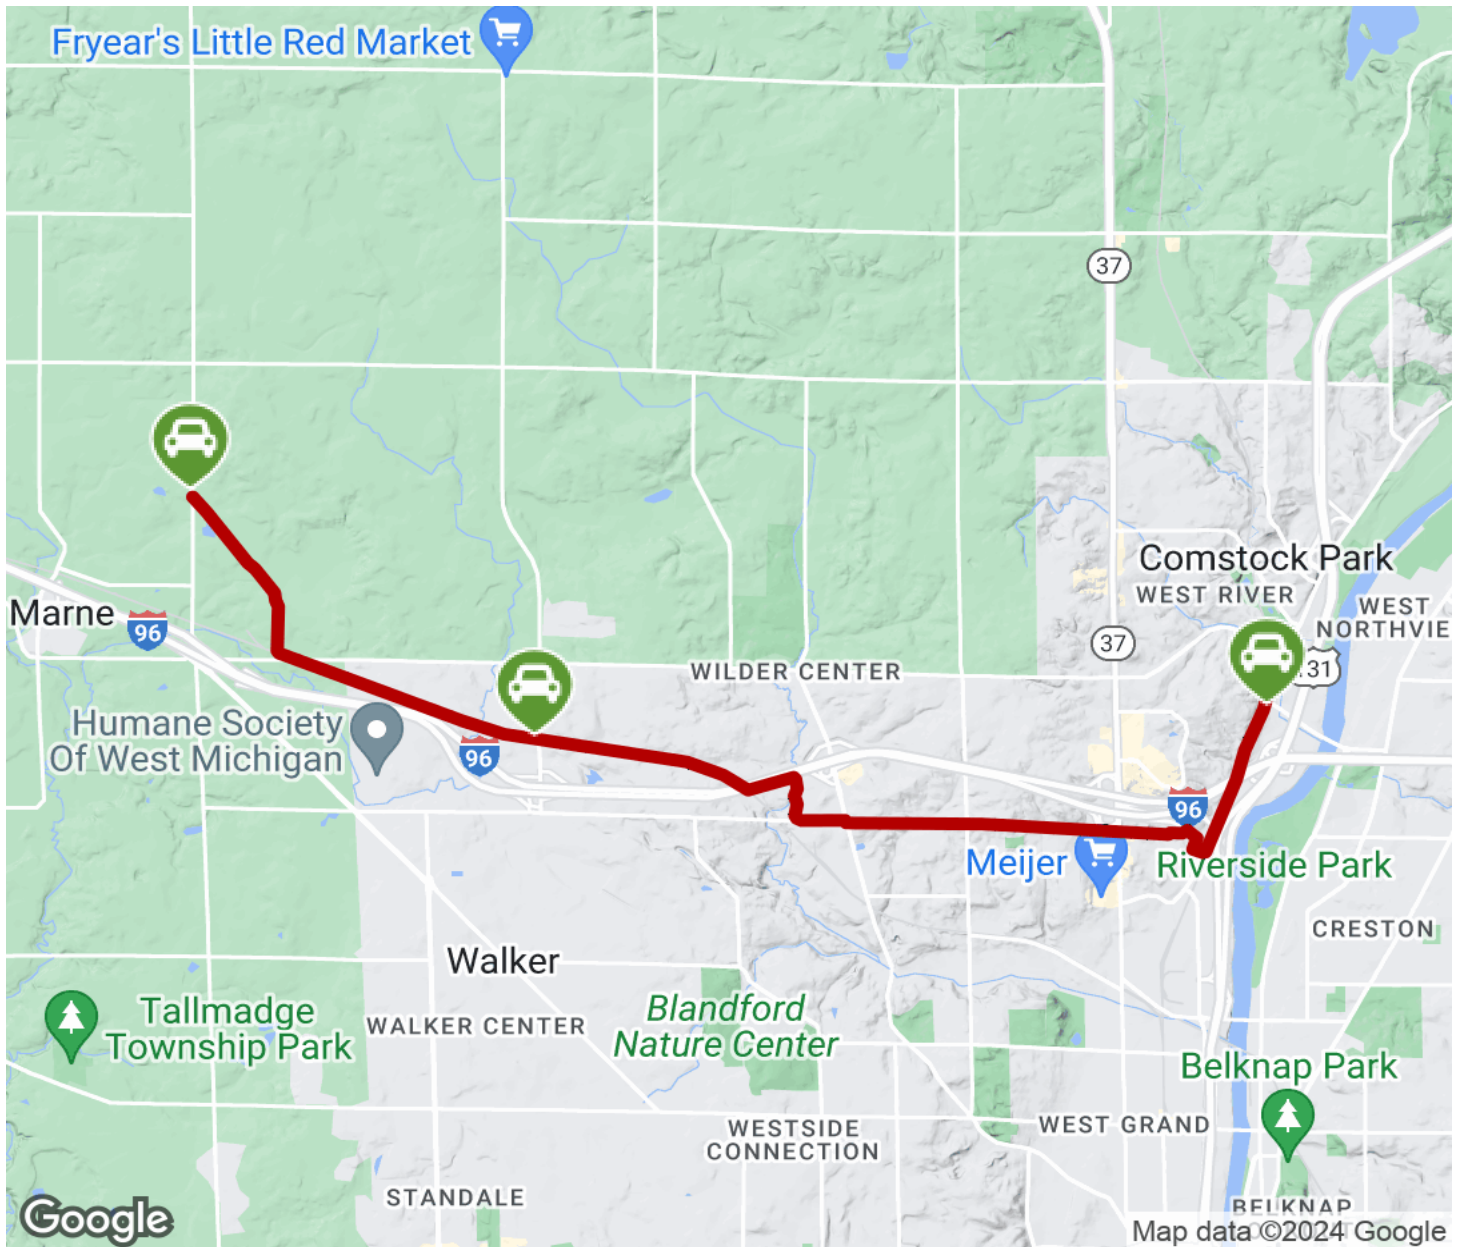 Fryear's Little Red Market
37
Comstock Park
WEST RIVER
WEST
NORTHVIE
Marne
96
37
31
WILDER CENTER
Humane Society
Of West Michigan
96
96
Meijer
Riverside Park
CRESTON
Walker
Tallmadge
Township Park
WALKER CENTER
Blandford
Nature Center
Belknap Park
WESTSIDE
CONNECTION
WEST GRAND
STANDALE
BELKNAP
Google
Map data ©2024 Google